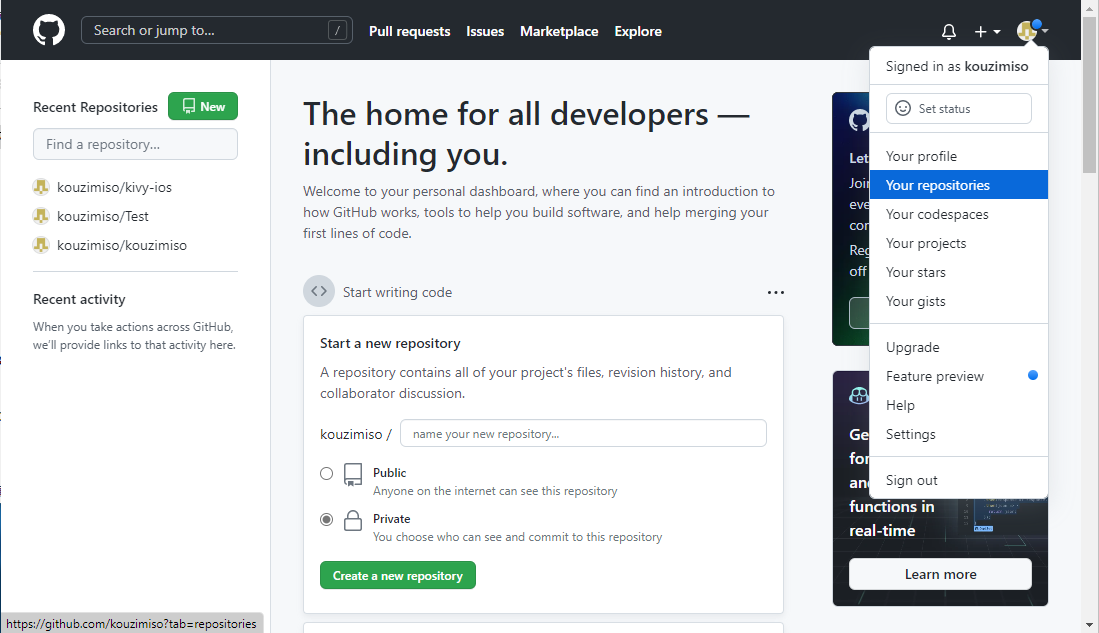 Search or jump to...
/
Pull requests
Issues
Marketplace
Explore
Signed in as kouzimiso
Set status
Your profile
Your repositories
Your codespaces
Your projects
Your stars
Your gists
Upgrade
Feature preview
Help
Settings
Sign out
Recent Repositories
New
Find a repository...
kouzimiso/kivy-ios
kouzimiso/Test
kouzimiso/kouzimiso
Recent activity
When you take actions across GitHub,
we'll provide links to that activity here.
The home for all developers —
including you.
Welcome to your personal dashboard, where you can find an introduction to
how GitHub works, tools to help you build software, and help merging your
first lines of code.
Start writing code
Start a new repository
A repository contains all of your project's files, revision history, and
collaborator discussion.
kouzimiso /
name your new repository...
Public
Anyone on the internet can see this repository
Private
You choose who can see and commit to this repository
Create a new repository
Let
Join
eve
cor
Reg
off
Ge
for
and
functions in
real-time
Learn more
https://github.com/kouzimiso?tab=repositories